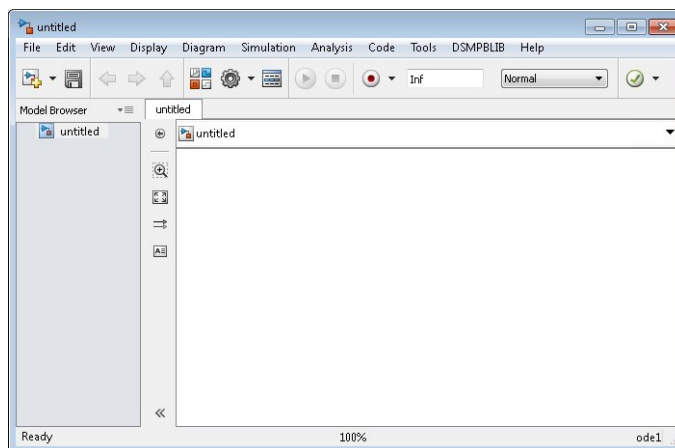 untitled
File Edit View Display Diagram Simulation Analysis Code Tools DSMPBLIB Help
Inf Normal
Model Browser untitled
untitled untitled
Ready 100% ode1